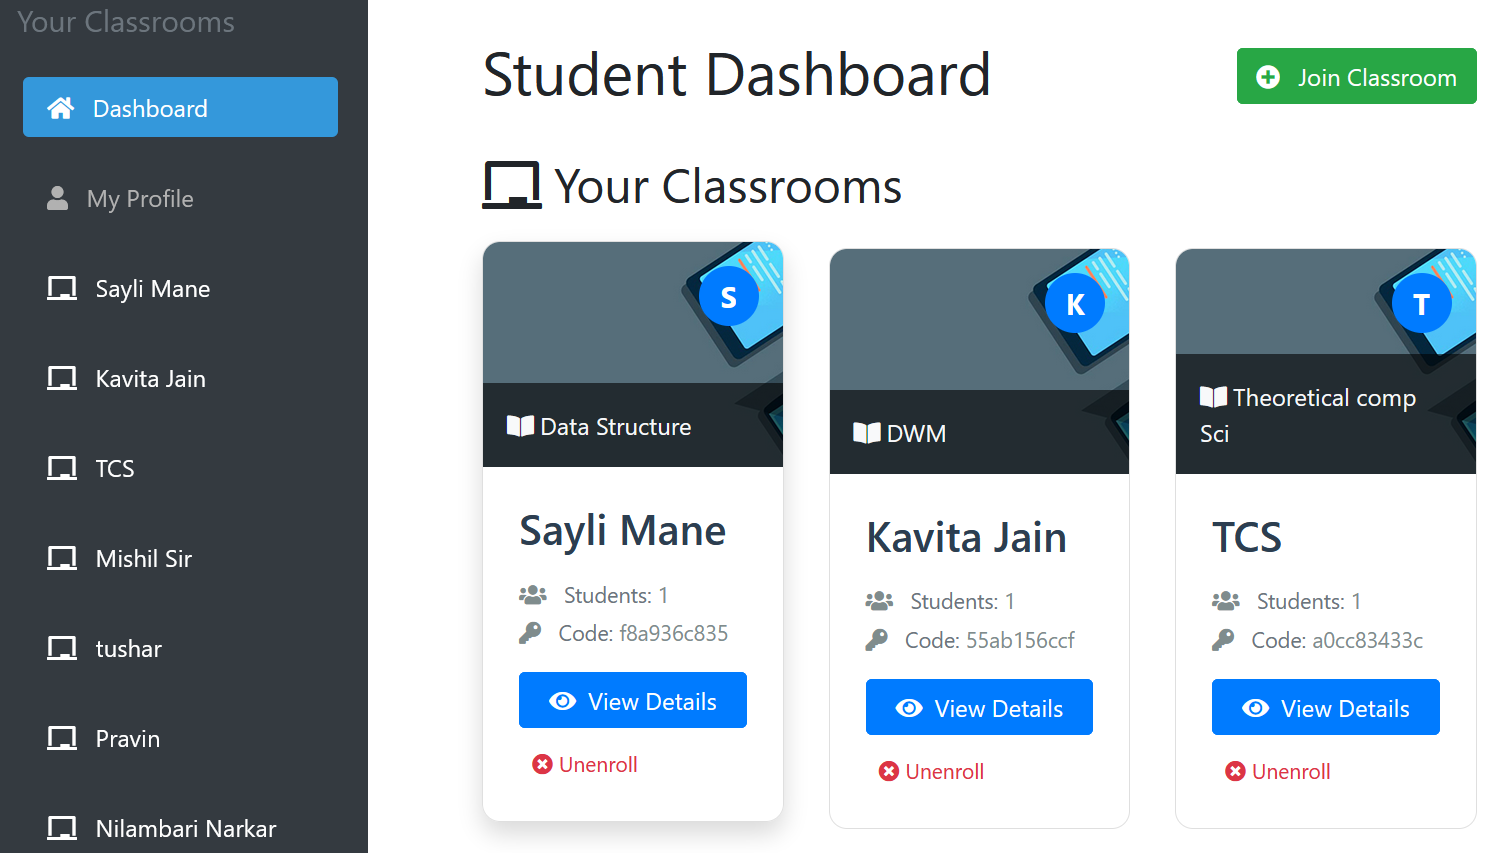 Your Classrooms
Dashboard
My Profile
Sayli Mane
Kavita Jain
TCS
Mishil Sir
tushar
Pravin
Nilambari Narkar
Student Dashboard
Join Classroom
Your Classrooms
S
Data Structure
Sayli Mane
Students: 1
Code: f8a936c835
View Details
Unenroll
K
DWM
Kavita Jain
Students: 1
Code: 55ab156ccf
View Details
Unenroll
T
Theoretical comp
Sci
TCS
Students: 1
Code: a0cc83433c
View Details
Unenroll